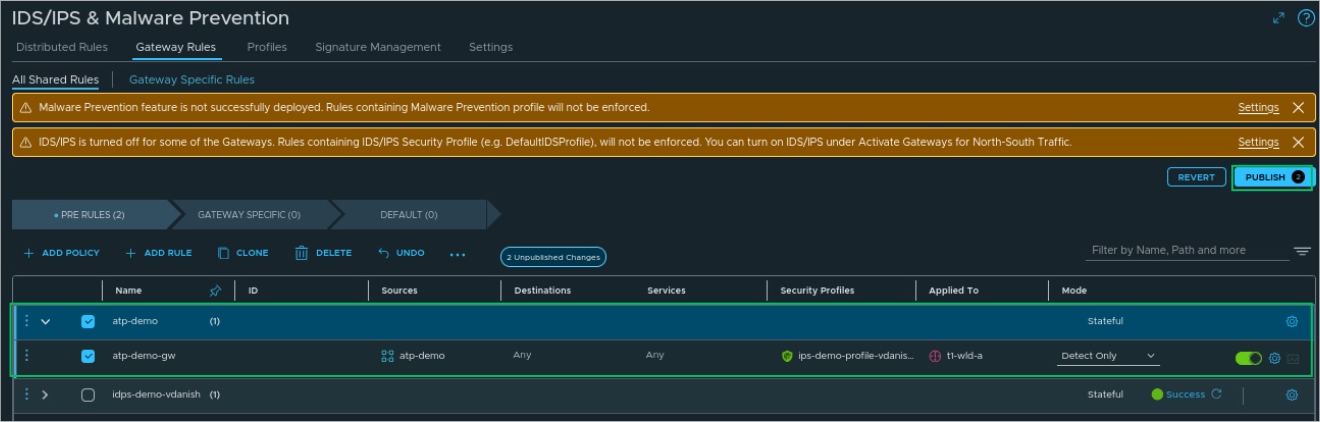 IDS/IPS & Malware Prevention
Distributed Rules Gateway Rules Profiles Signature Management Settings
All Shared Rules Gateway Specific Rules
Malware Prevention feature is not successfully deployed. Rules containing Malware Prevention profile will not be enforced. Settings
IDS/IPS is turned off for some of the Gateways. Rules containing IDS/IPS Security Profile (e.g. DefaultIDSProfile), will not be enforced. You can turn on IDS/IPS under Activate Gateways for North-South Traffic. Settings
REVERT PUBLISH 2
PRE RULES (2) GATEWAY SPECIFIC (0) DEFAULT (0)
+ ADD POLICY + ADD RULE CLONE DELETE UNDO ... 2 Unpublished Changes Filter by Name, Path and more
Name ID Sources Destinations Services Security Profiles Applied To Mode
atp-demo (1) Stateful
atp-demo-gw atp-demo Any Any ips-demo-profile-vdanis... t1-wld-a Detect Only
idps-demo-vdanish (1) Stateful Success